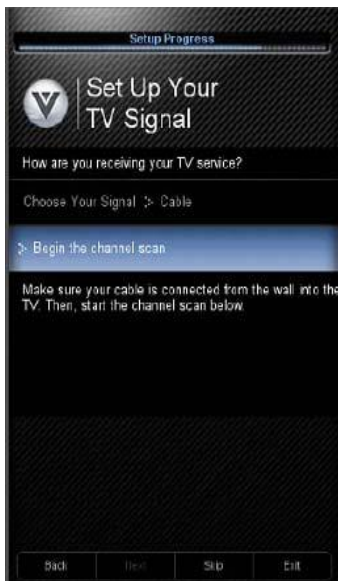 Setup Progress
Set Up Your
TV Signal
How are you receiving your TV service?
Choose Your Signal :> Cable
:> Begin the channel scan
Make sure your cable is connected from the wall into the
TV. Then, start the channel scan below.
Back Next Skip Exit